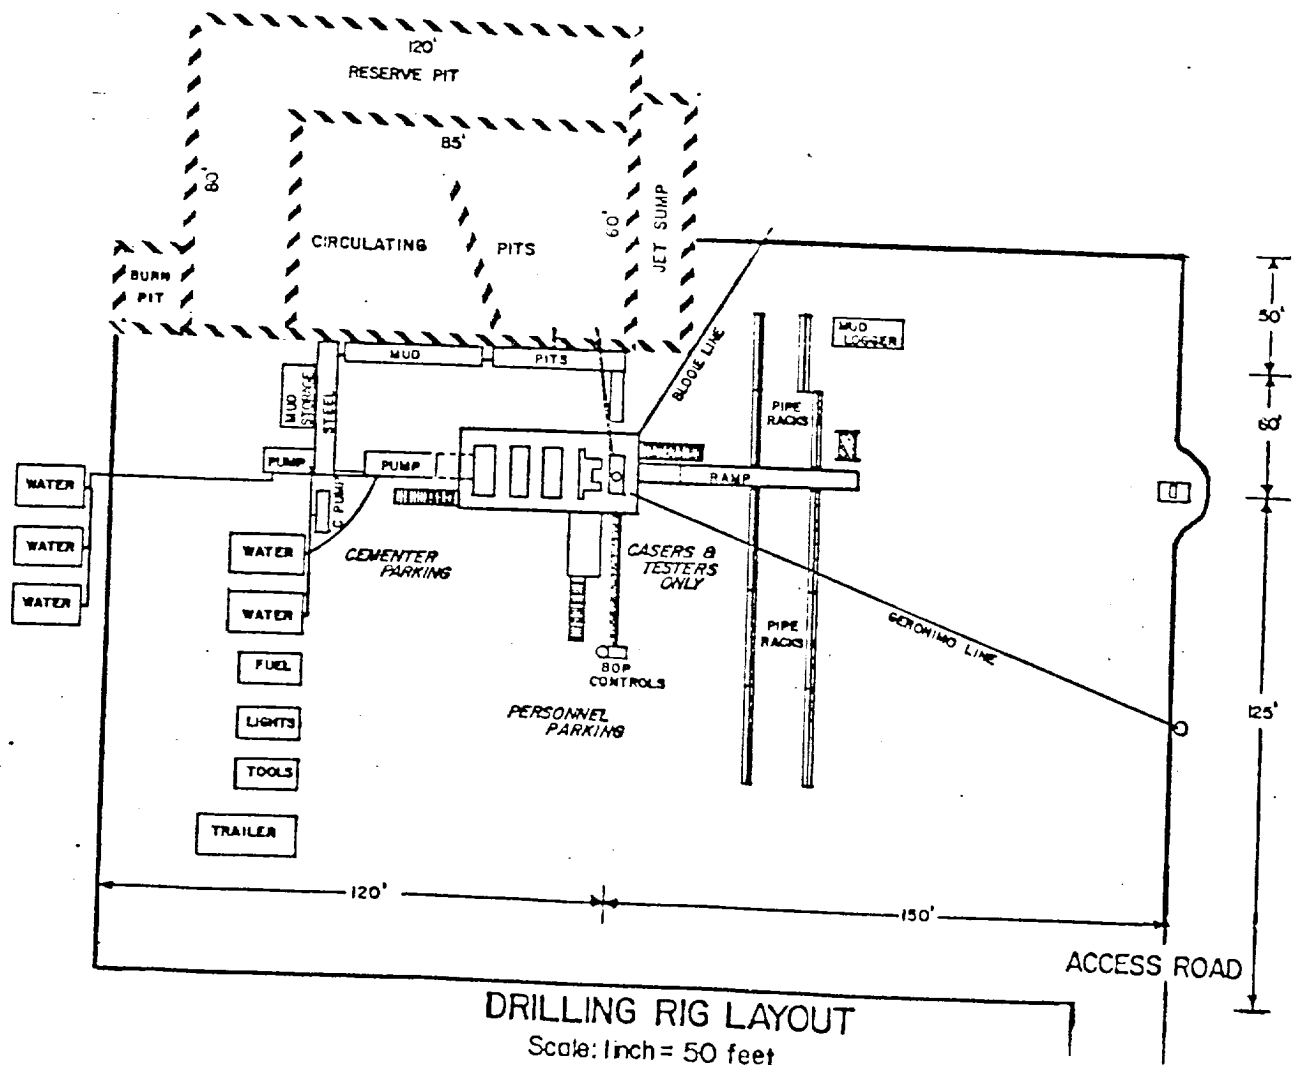 120'
RESERVE PIT
85'
80'
60'
JET SUMP
CIRCULATING PITS
BURN
PIT
50'
MUD
LOGGER
BLOOIE LINE
MUD PITS
MUD
STORAGE
STEEL
PIPE
RACKS
60'
PUMP
PUMP
RAMP
WATER
C PUMP
WATER
WATER
CEMENTER
PARKING
CASERS &
TESTERS
ONLY
WATER
WATER
PIPE
RACKS
GERONIMO LINE
FUEL
BOP
CONTROLS
LIGHTS
PERSONNEL
PARKING
125'
TOOLS
TRAILER
120'
150'
ACCESS ROAD
DRILLING RIG LAYOUT
Scale: 1 inch = 50 feet